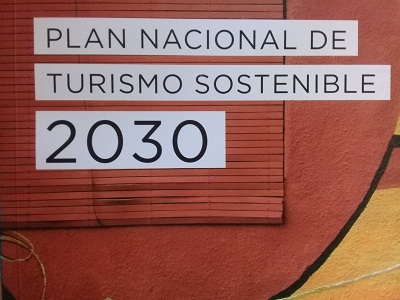 PLAN NACIONAL DE
TURISMO SOSTENIBLE
2030